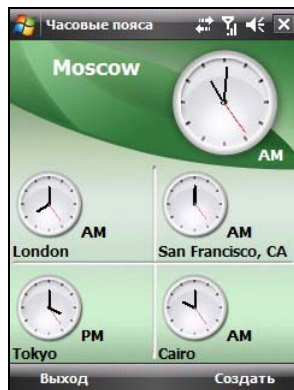 Часовые пояса
Moscow
AM
AM
London
AM
San Francisco, CA
PM
Tokyo
AM
Cairo
Выход
Создать